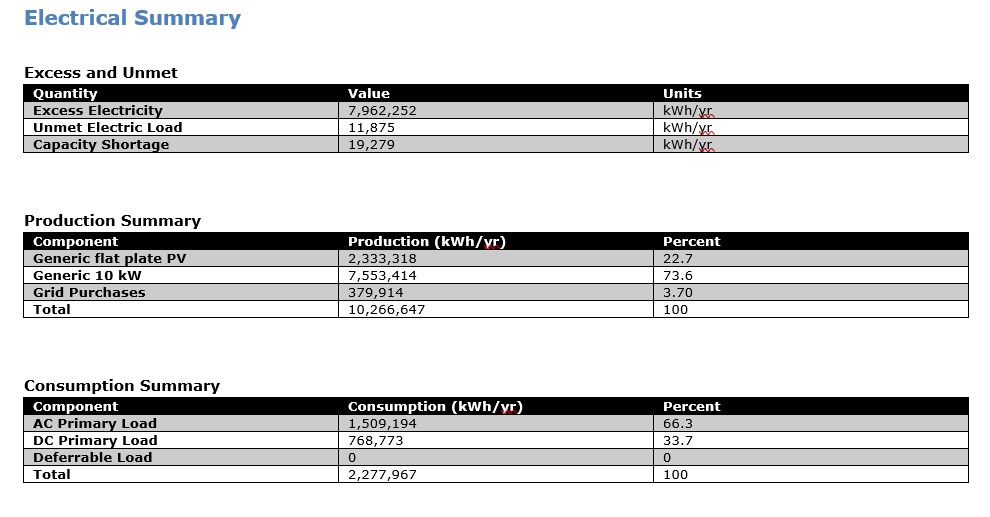 Electrical Summary
Excess and Unmet
Quantity Value Units
Excess Electricity 7,962,252 kWh/yr
Unmet Electric Load 11,875 kWh/yr
Capacity Shortage 19,279 kWh/yr
Production Summary
Component Production (kWh/yr) Percent
Generic flat plate PV 2,333,318 22.7
Generic 10 kW 7,553,414 73.6
Grid Purchases 379,914 3.70
Total 10,266,647 100
Consumption Summary
Component Consumption (kWh/yr) Percent
AC Primary Load 1,509,194 66.3
DC Primary Load 768,773 33.7
Deferrable Load 0 0
Total 2,277,967 100